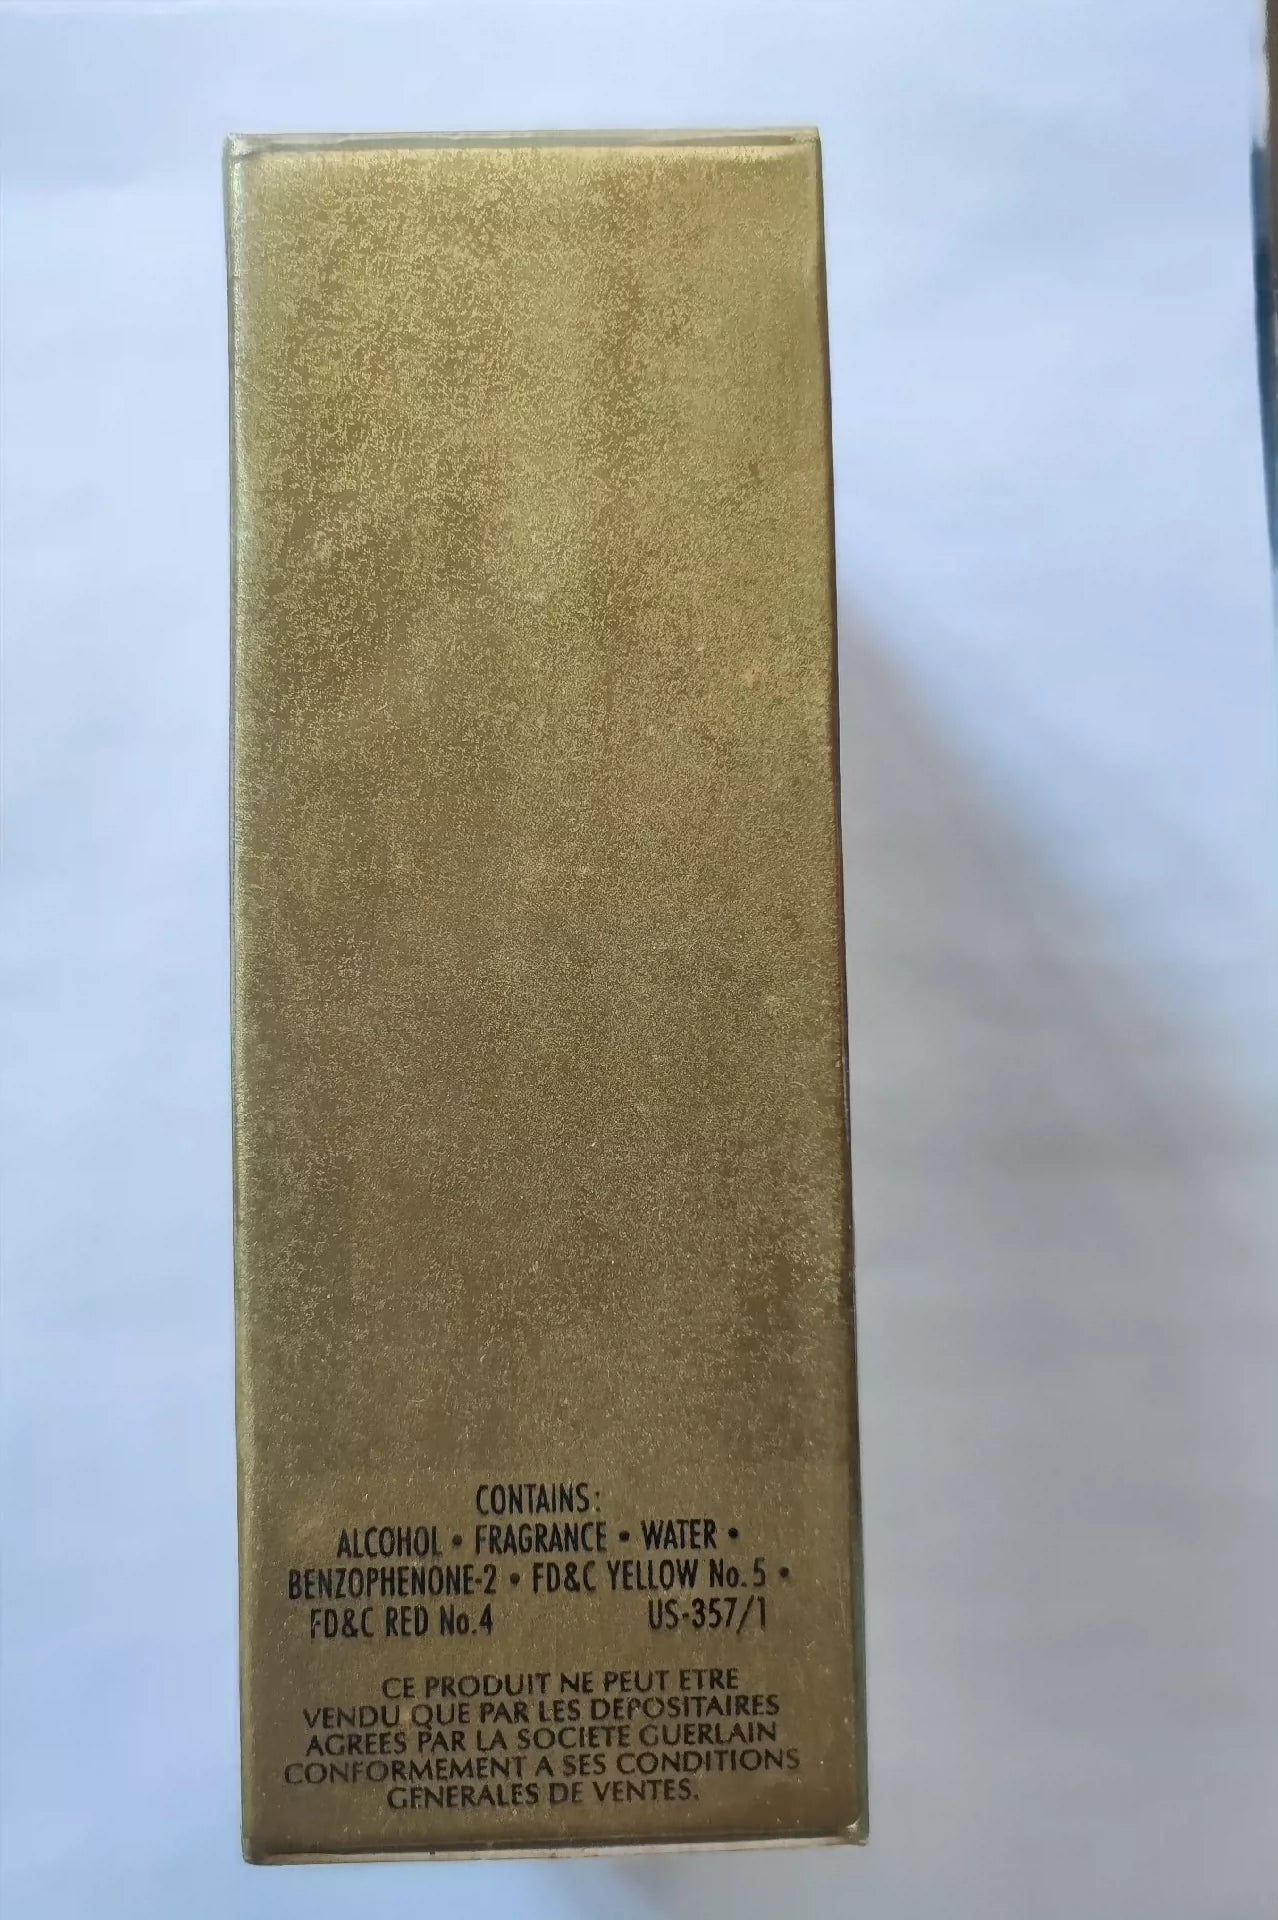 CONTAINS:
ALCOHOL • FRAGRANCE • WATER •
BENZOPHENONE-2 • FD&C YELLOW No.5 •
FD&C RED No.4 US-357/1
CE PRODUIT NE PEUT ETRE
VENDU QUE PAR LES DEPOSITAIRES
AGREES PAR LA SOCIETE GUERLAIN
CONFORMEMENT A SES CONDITIONS
GENERALES DE VENTES.